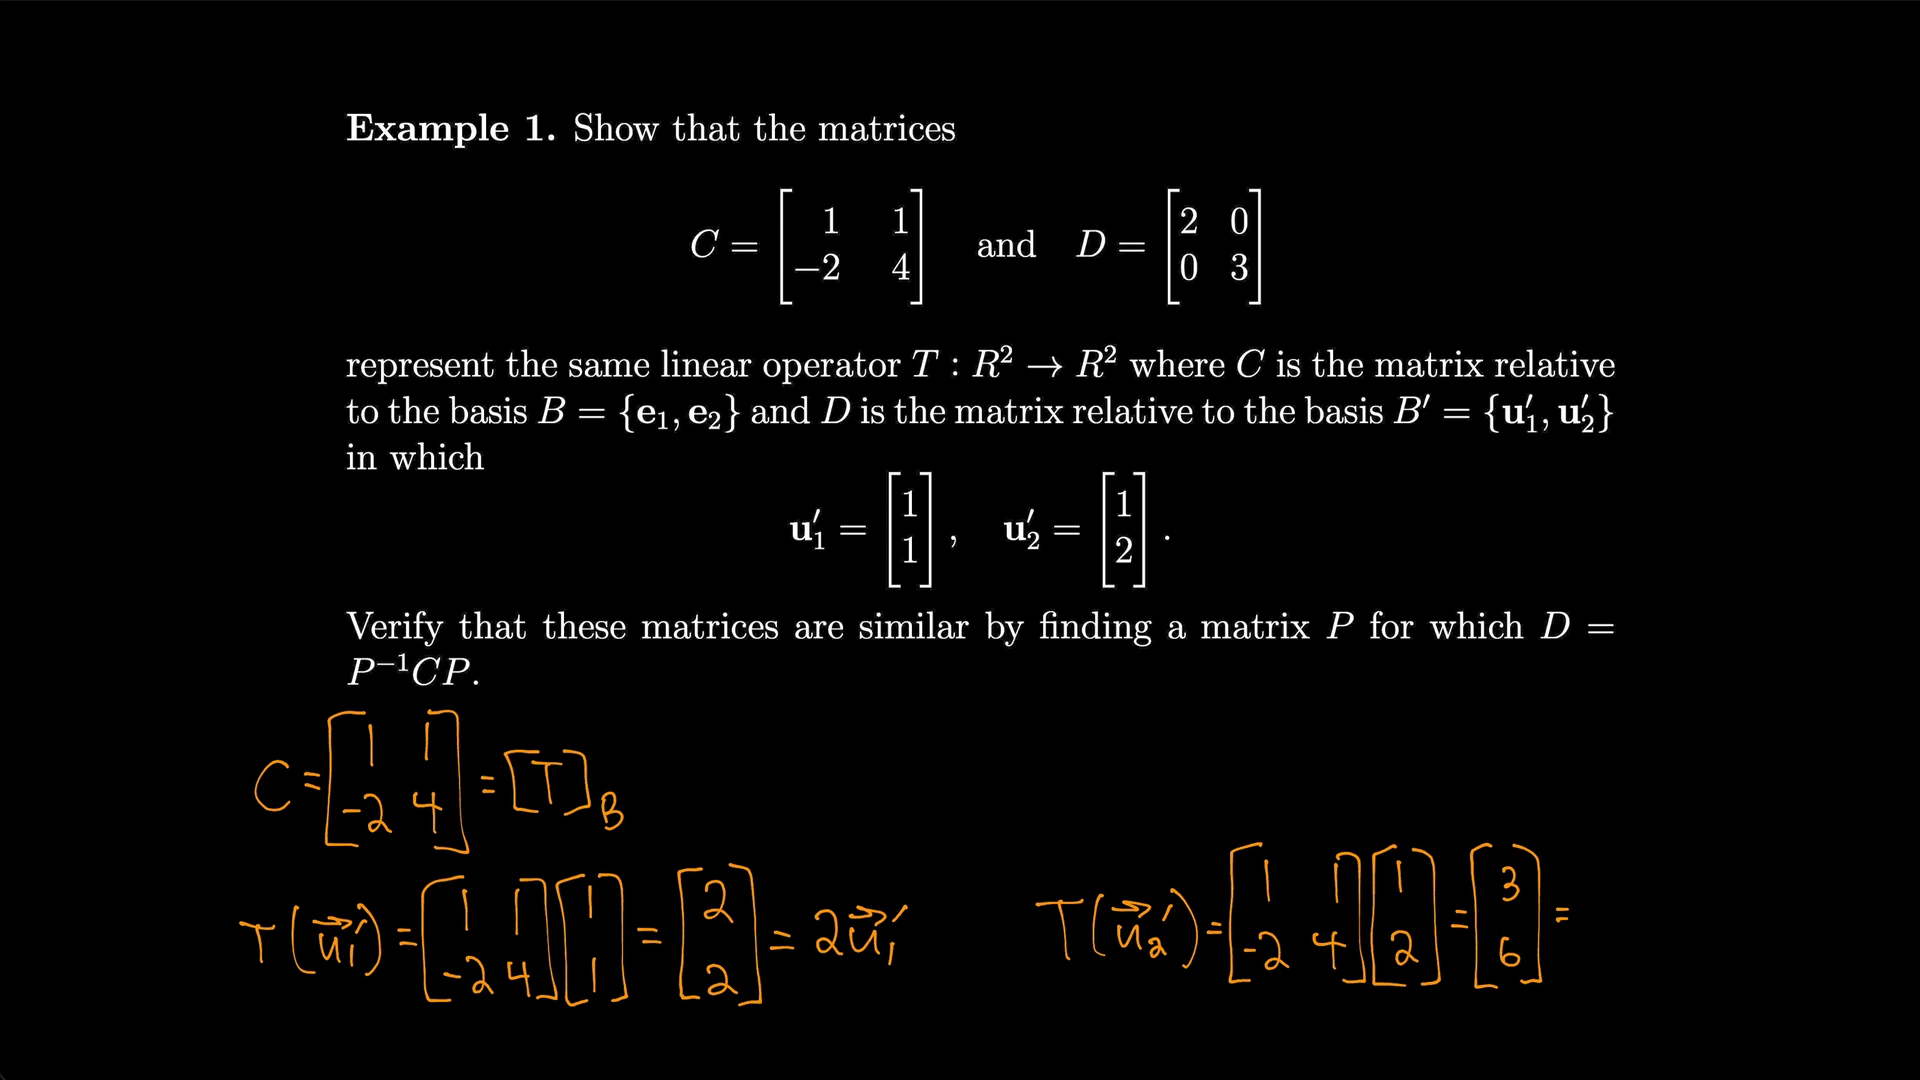 Example 1. Show that the matrices
C = [1 1; −2 4] and D = [2 0; 0 3]
represent the same linear operator T : R² → R² where C is the matrix relative
to the basis B = {e₁, e₂} and D is the matrix relative to the basis B′ = {u′₁, u′₂}
in which
u′₁ = [1; 1], u′₂ = [1; 2].
Verify that these matrices are similar by finding a matrix P for which D =
P⁻¹CP.
C = [1 1; -2 4] = [T]_B
T(u⃗₁′) = [1 1; -2 4][1; 1] = [2; 2] = 2u⃗₁′
T(u⃗₂′) = [1 1; -2 4][1; 2] = [3; 6] =